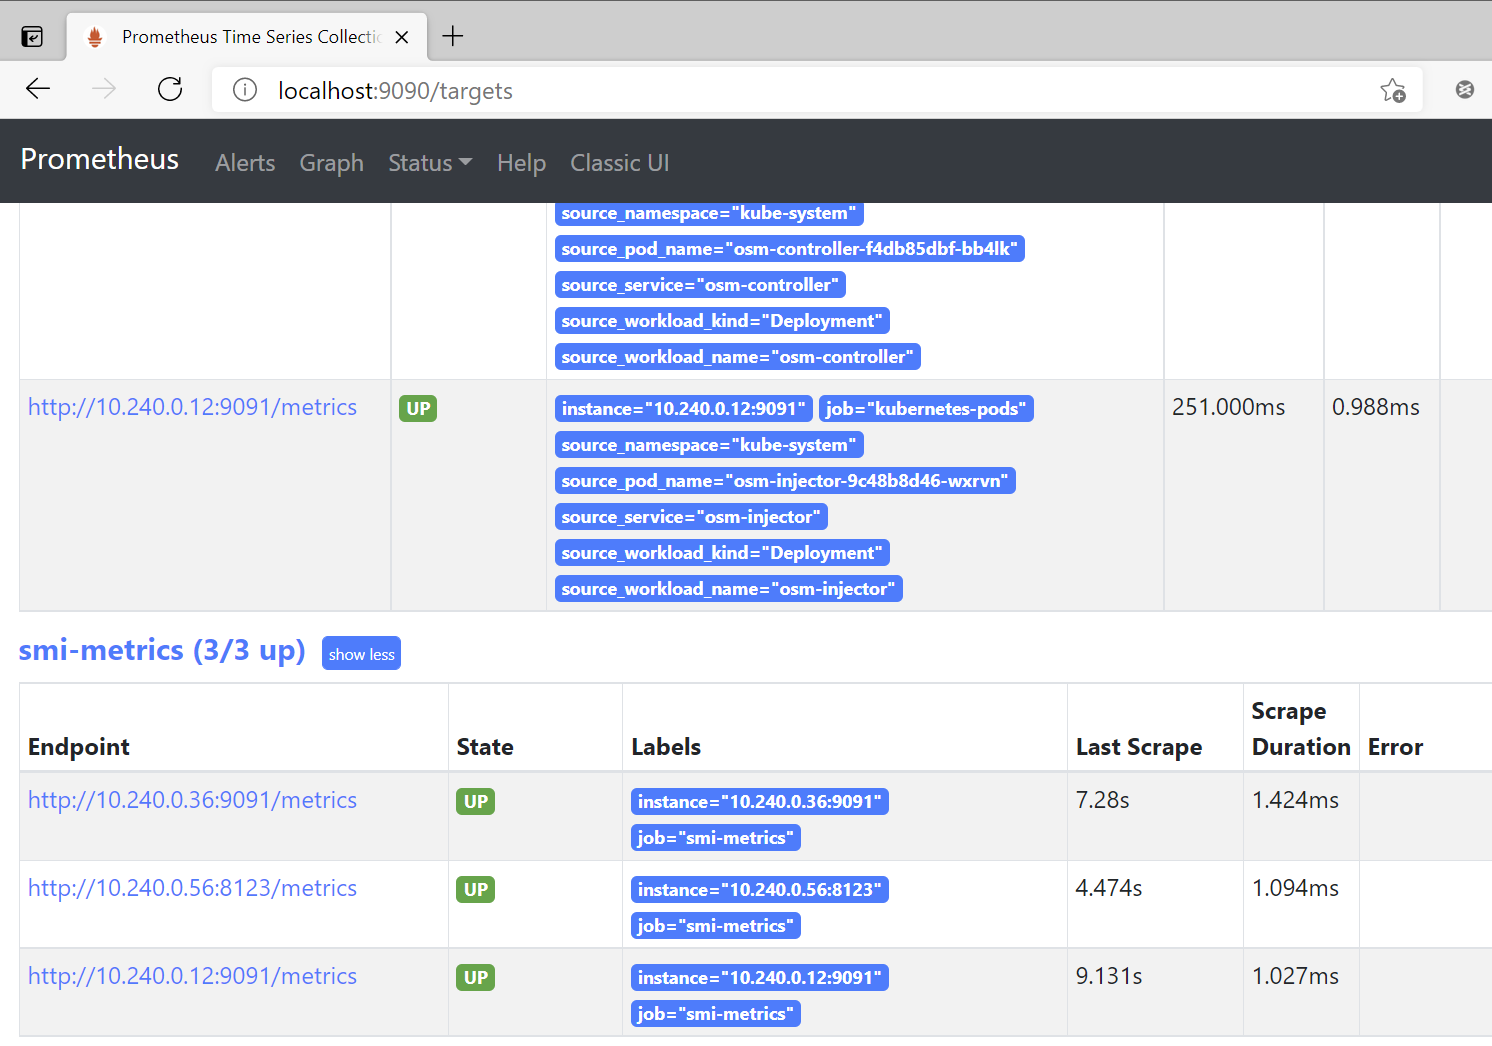 Prometheus Time Series Collectic
localhost:9090/targets
Prometheus Alerts Graph Status Help Classic UI
source_namespace="kube-system"
source_pod_name="osm-controller-f4db85dbf-bb4lk"
source_service="osm-controller"
source_workload_kind="Deployment"
source_workload_name="osm-controller"
http://10.240.0.12:9091/metrics UP instance="10.240.0.12:9091" job="kubernetes-pods" 251.000ms 0.988ms
source_namespace="kube-system"
source_pod_name="osm-injector-9c48b8d46-wxrvn"
source_service="osm-injector"
source_workload_kind="Deployment"
source_workload_name="osm-injector"
smi-metrics (3/3 up) show less
Endpoint State Labels Last Scrape Scrape Duration Error
http://10.240.0.36:9091/metrics UP instance="10.240.0.36:9091" 7.28s 1.424ms
job="smi-metrics"
http://10.240.0.56:8123/metrics UP instance="10.240.0.56:8123" 4.474s 1.094ms
job="smi-metrics"
http://10.240.0.12:9091/metrics UP instance="10.240.0.12:9091" 9.131s 1.027ms
job="smi-metrics"